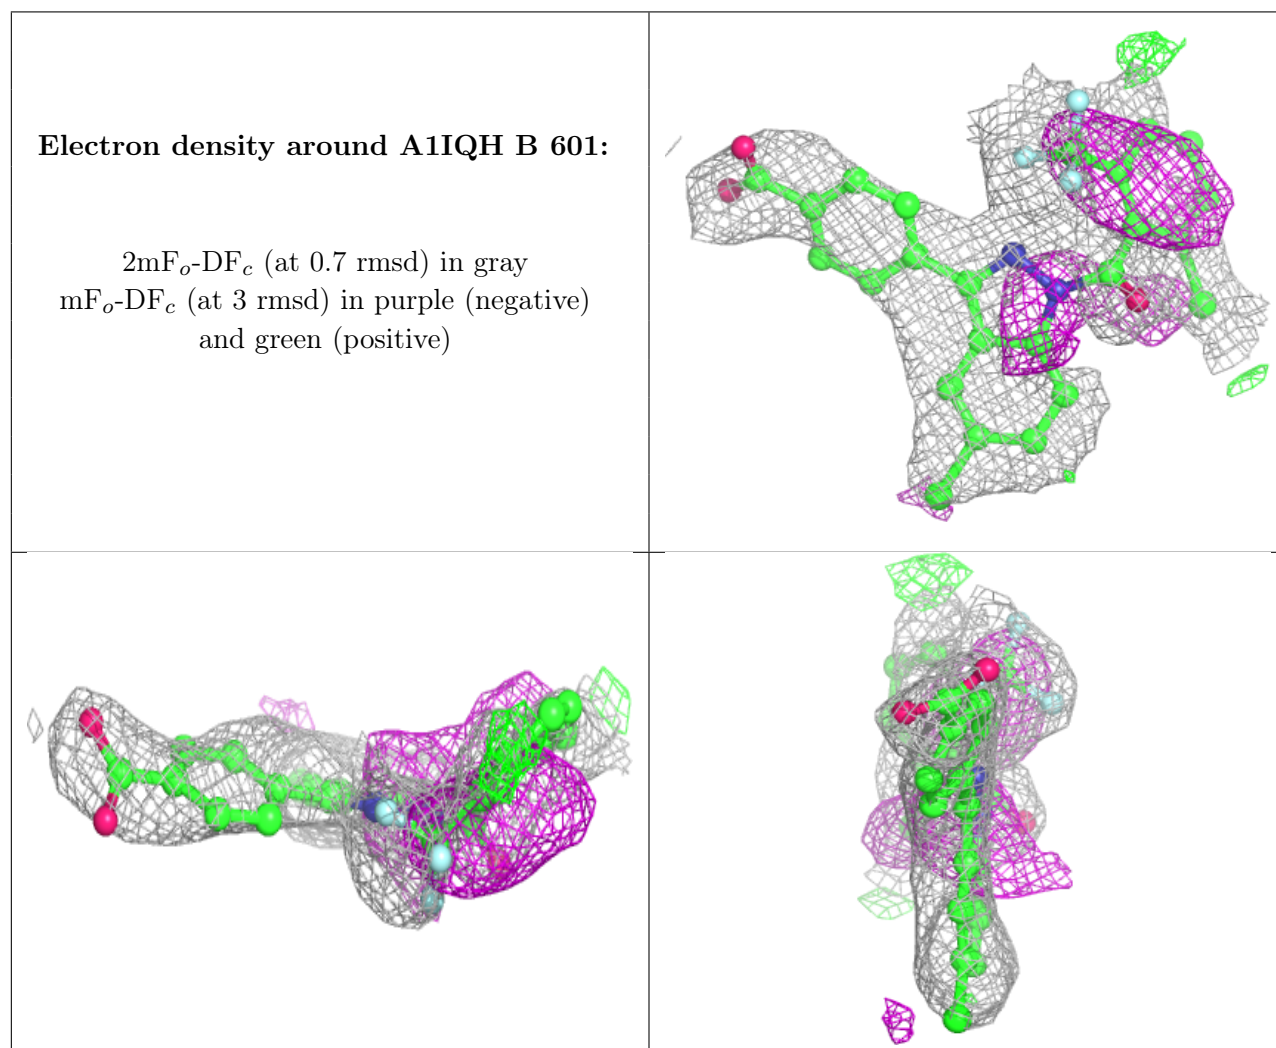 Electron density around A1IQH B 601:
2mFo-DFc (at 0.7 rmsd) in gray
mFo-DFc (at 3 rmsd) in purple (negative)
and green (positive)